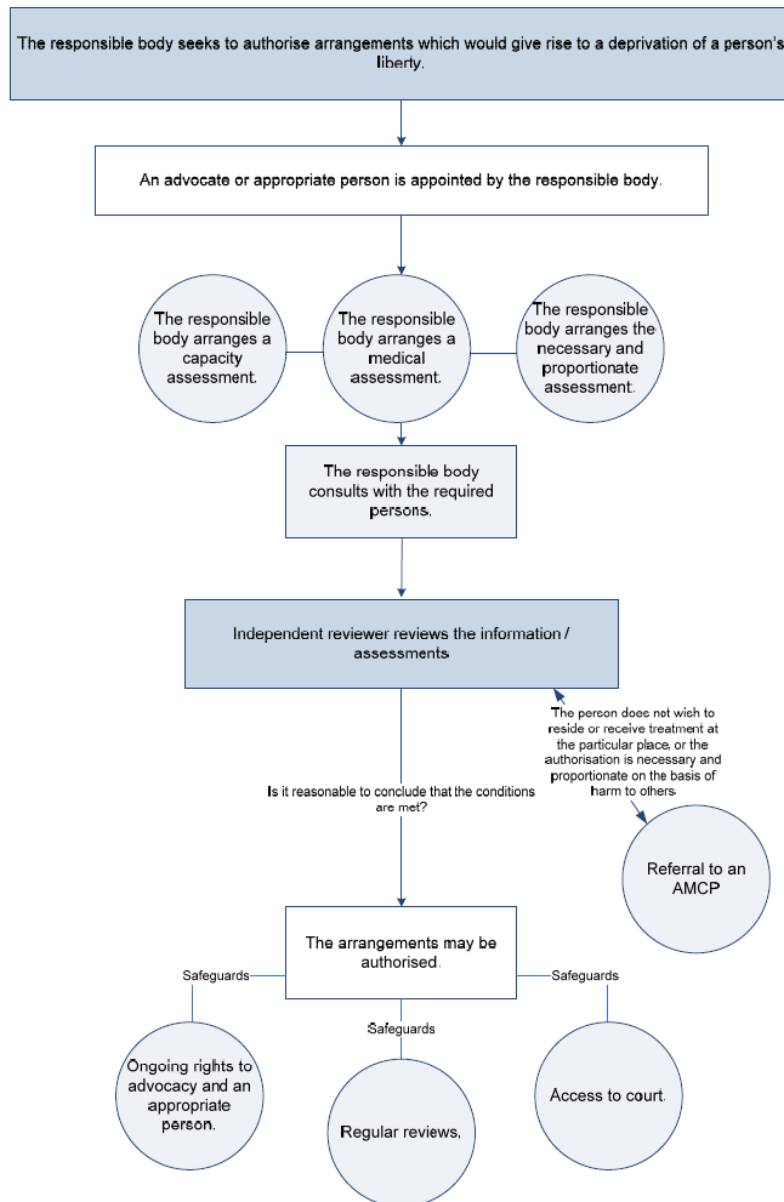 The responsible body seeks to authorise arrangements which would give rise to a deprivation of a person's
liberty.
An advocate or appropriate person is appointed by the responsible body.
The responsible
body arranges a
capacity
assessment.
The responsible
body arranges a
medical
assessment.
The responsible
body arranges the
necessary and
proportionate
assessment.
The responsible body
consults with the required
persons.
Independent reviewer reviews the information /
assessments
The person does not wish to
reside or receive treatment at
the particular place, or the
authorisation is necessary and
proportionate on the basis of
harm to others
Is it reasonable to conclude that the conditions
are met?
Referral to an
AMCP
The arrangements may be
authorised.
Safeguards
Safeguards
Safeguards
Ongoing rights to
advocacy and an
appropriate
person.
Regular reviews,
Access to court.